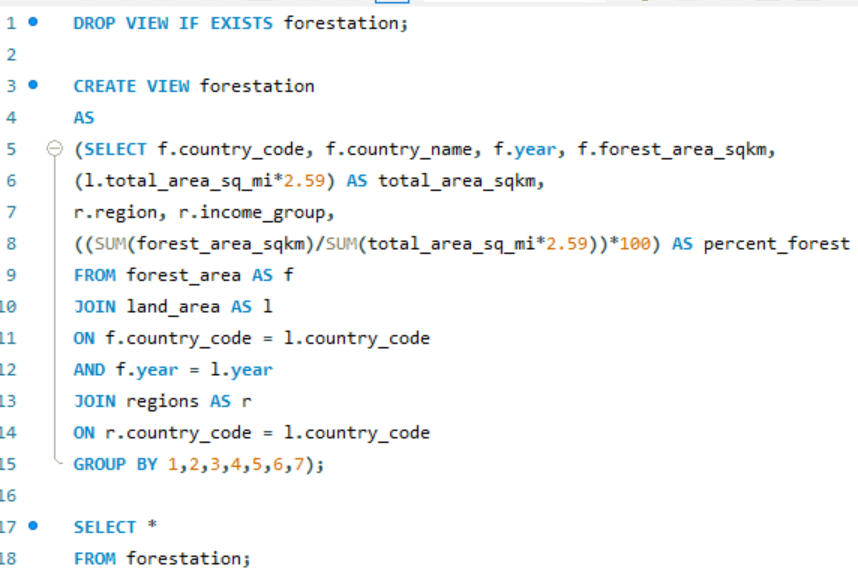 1 DROP VIEW IF EXISTS forestation;
2
3 CREATE VIEW forestation
4 AS
5 (SELECT f.country_code, f.country_name, f.year, f.forest_area_sqkm,
6 (l.total_area_sq_mi*2.59) AS total_area_sqkm,
7 r.region, r.income_group,
8 ((SUM(forest_area_sqkm)/SUM(total_area_sq_mi*2.59))*100) AS percent_forest
9 FROM forest_area AS f
10 JOIN land_area AS l
11 ON f.country_code = l.country_code
12 AND f.year = l.year
13 JOIN regions AS r
14 ON r.country_code = l.country_code
15 GROUP BY 1,2,3,4,5,6,7);
16
17 SELECT *
18 FROM forestation;